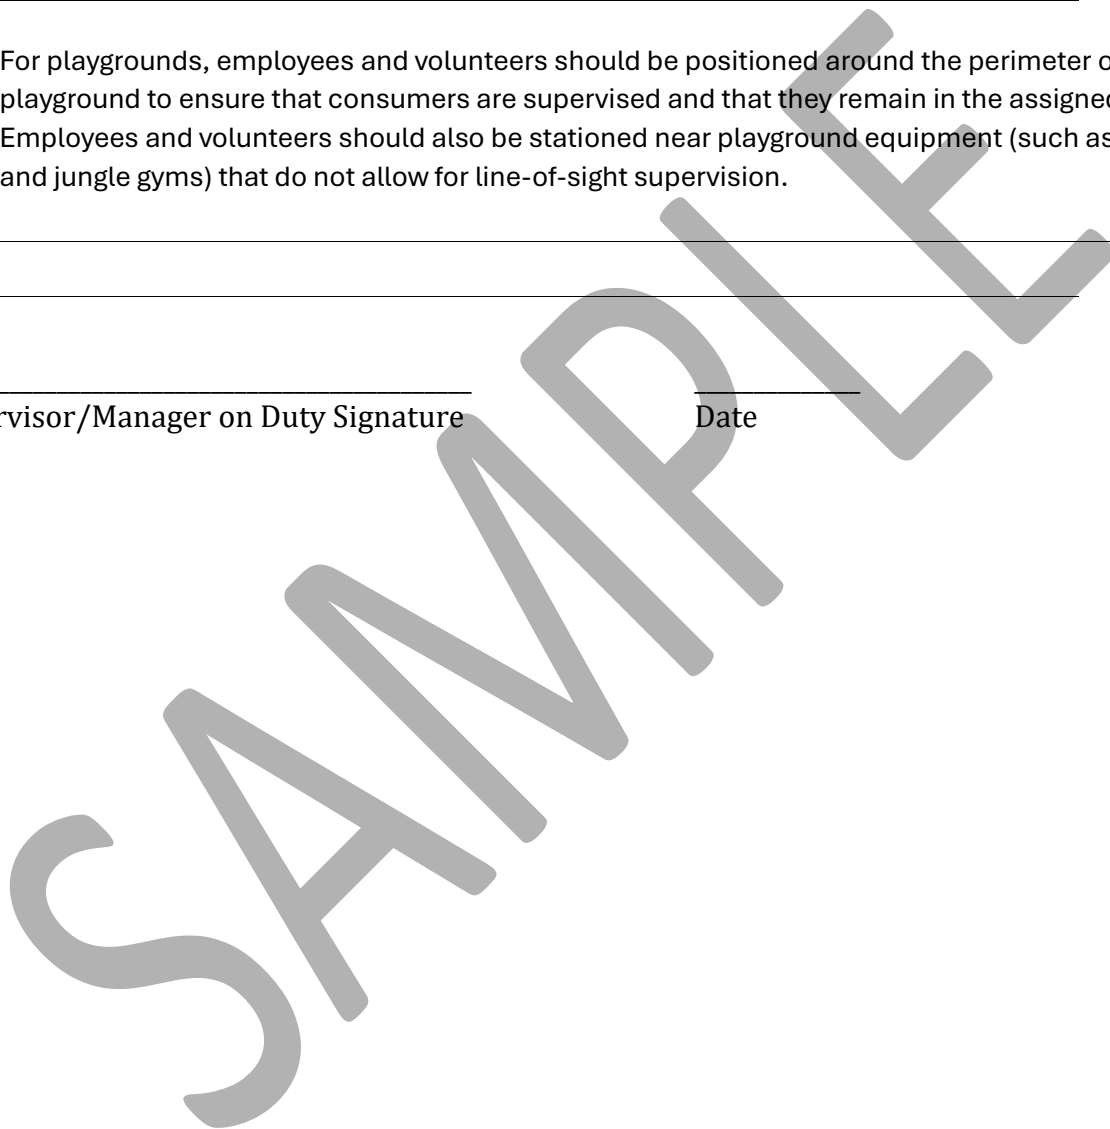 For playgrounds, employees and volunteers should be positioned around the perimeter o
playground to ensure that consumers are supervised and that they remain in the assigned
Employees and volunteers should also be stationed near playground equipment (such as
and jungle gyms) that do not allow for line-of-sight supervision.
rvisor/Manager on Duty Signature Date
SAMPLE